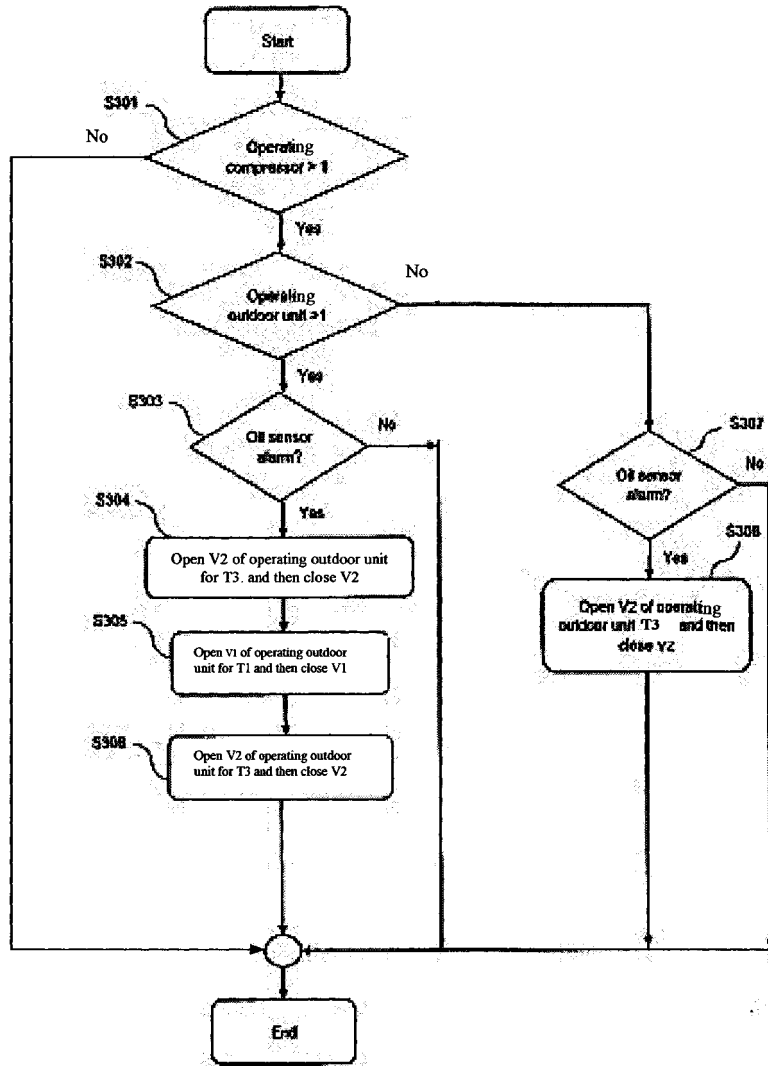 Start
S301
No
Operating
compressor > 1
Yes
S302
No
Operating
outdoor unit >1
Yes
S303
Oil sensor
alarm?
No
S307
Oil sensor
alarm?
No
Yes
S304
Open V2 of operating outdoor unit
for T3. and then close V2
Yes
S305
Open V1 of operating outdoor
unit for T1 and then close V1
Open V2 of operating
outdoor unit T3 and then
close V2
Open V2 of operating outdoor
unit for T3 and then close V2
End